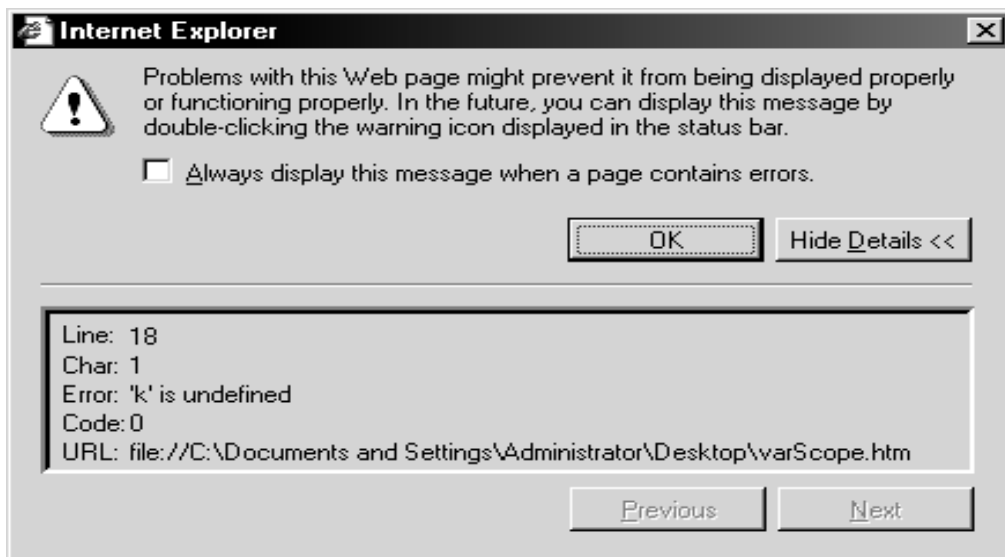 Internet Explorer
Problems with this Web page might prevent it from being displayed properly
or functioning properly. In the future, you can display this message by
double-clicking the warning icon displayed in the status bar.
Always display this message when a page contains errors.
OK
Hide Details <<
Line: 18
Char: 1
Error: 'k' is undefined
Code: 0
URL: file://C:\Documents and Settings\Administrator\Desktop\varScope.htm
Previous
Next